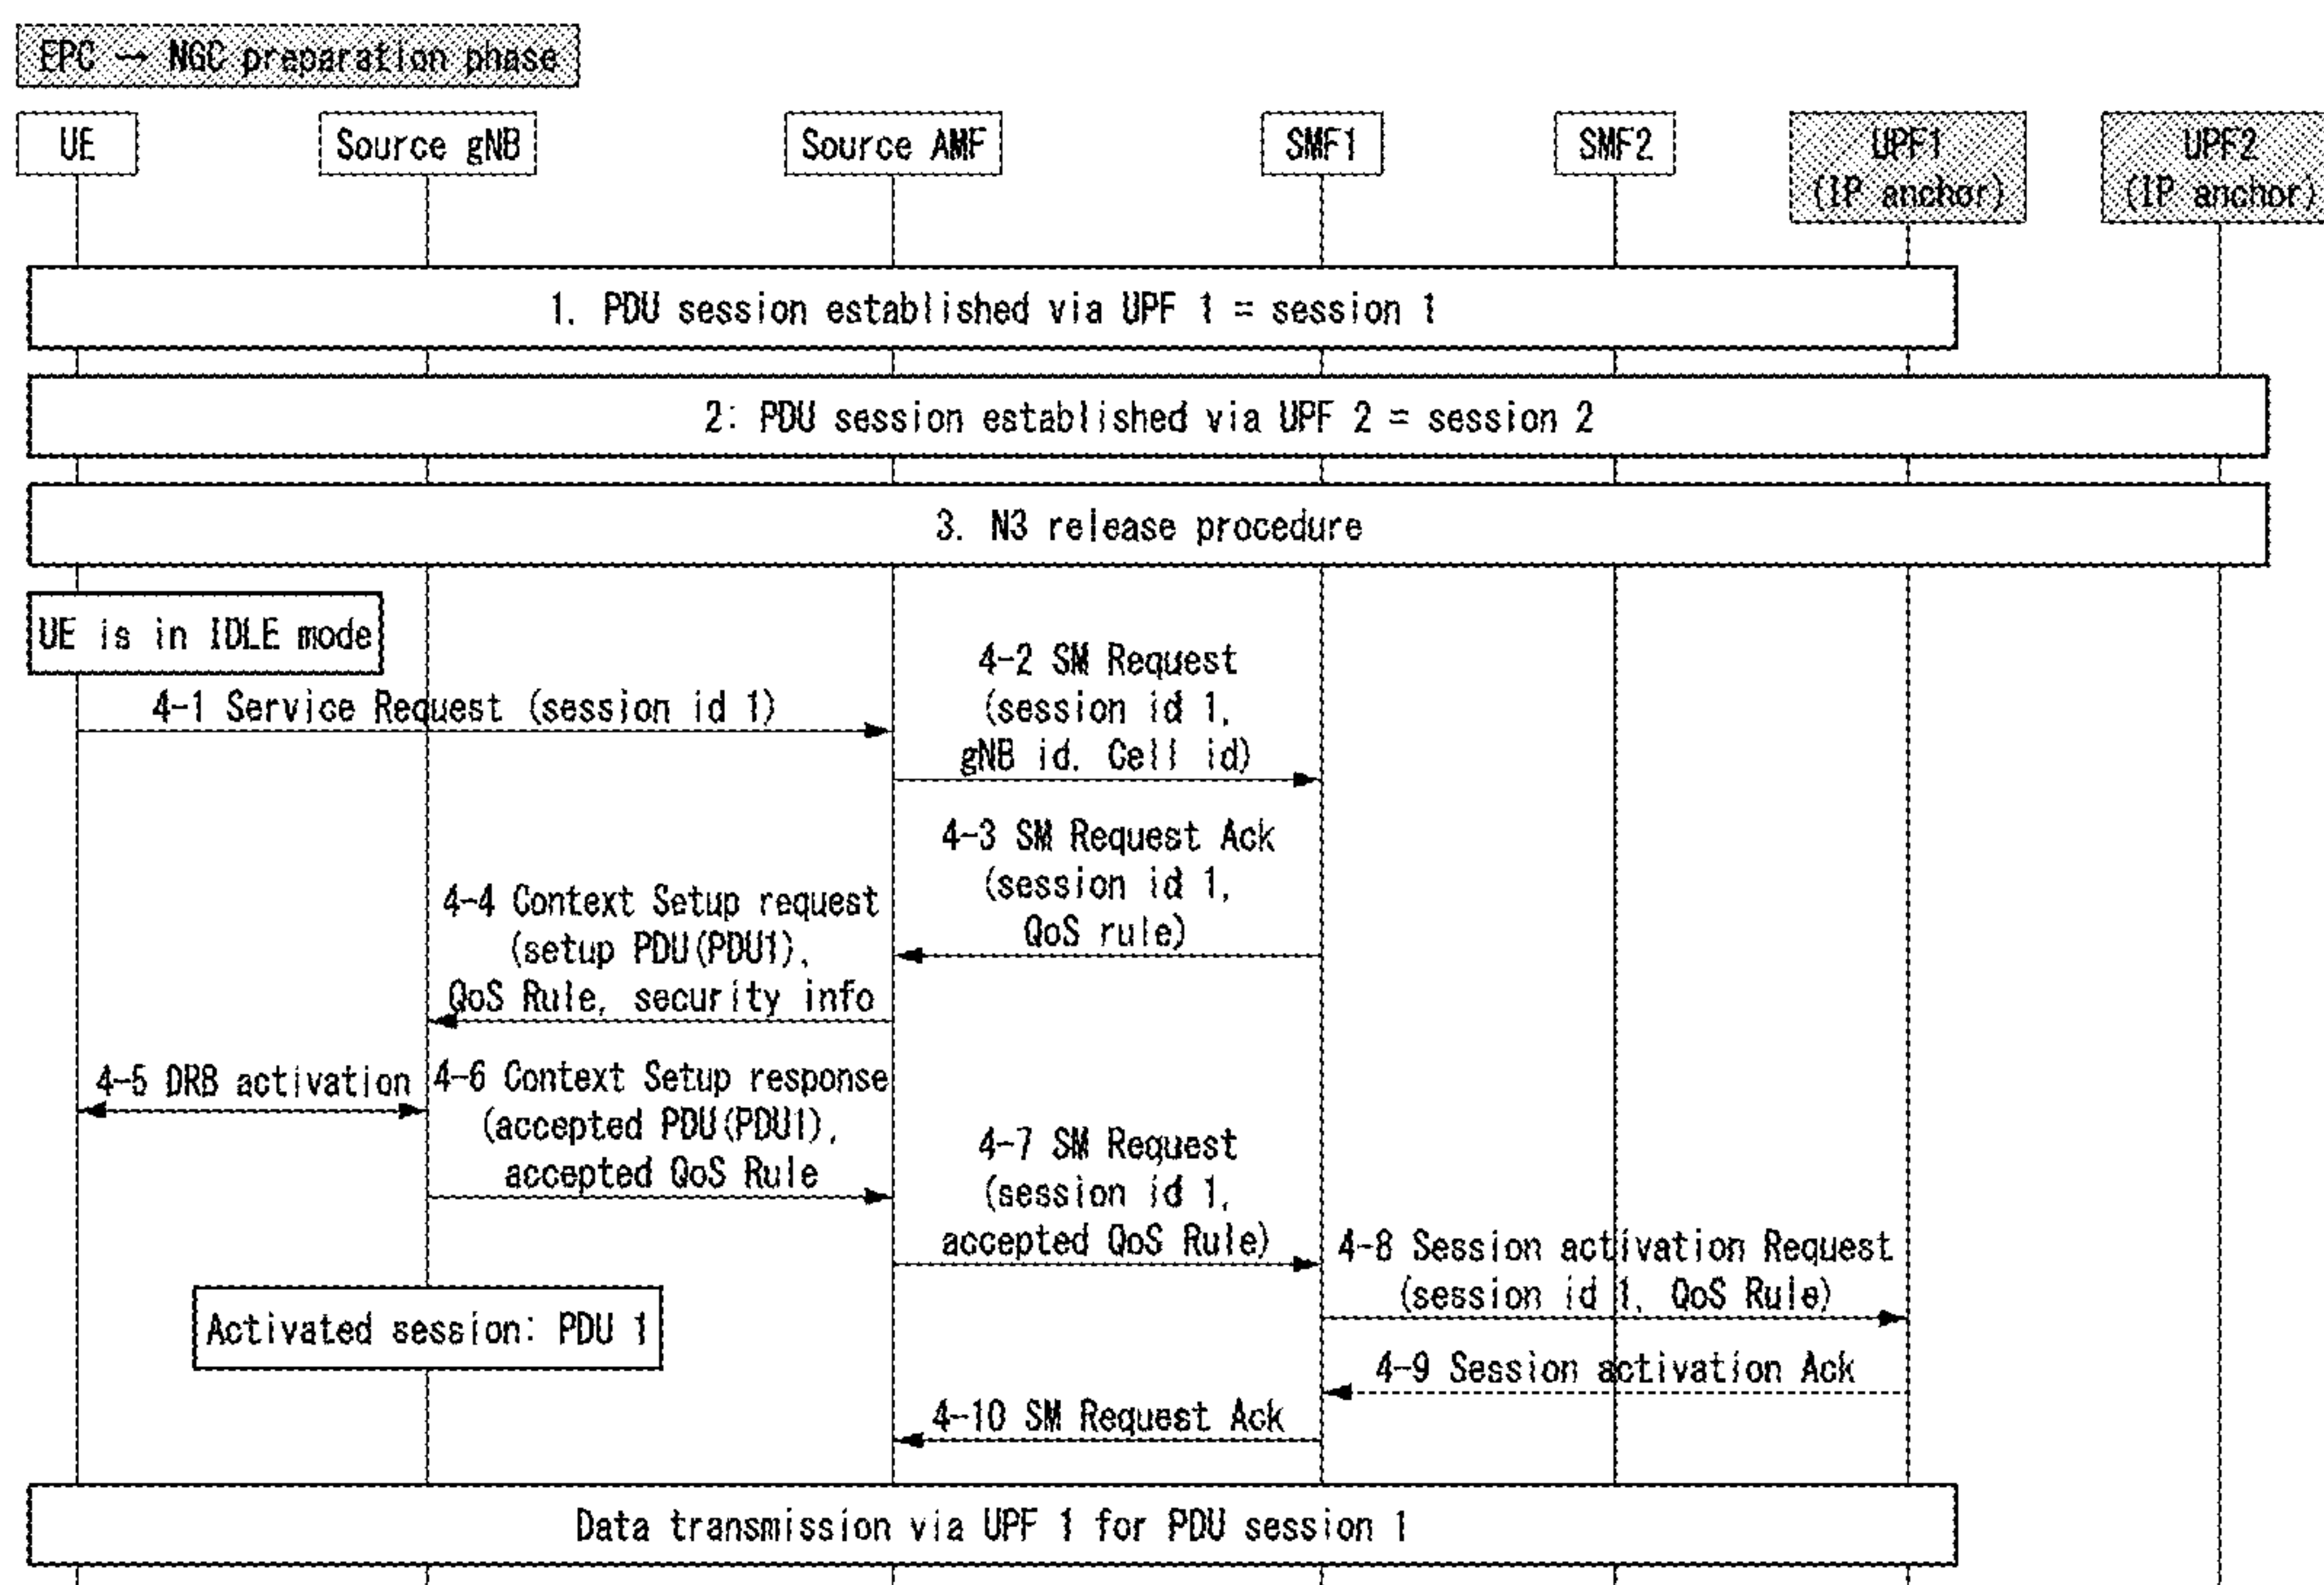 EPC → NGC preparation phase
UE
Source gNB
Source AMF
SMF1
SMF2
UPF1
(IP anchor)
UPF2
(IP anchor)
1. PDU session established via UPF 1 = session 1
2: PDU session established via UPF 2 = session 2
3. N3 release procedure
UE is in IDLE mode
4-1 Service Request (session id 1)
4-2 SM Request
(session id 1,
gNB id. Cell id)
4-3 SM Request Ack
(session id 1,
QoS rule)
4-4 Context Setup request
(setup PDU(PDU1),
QoS Rule, security info
4-5 DRB activation
4-6 Context Setup response
(accepted PDU(PDU1),
accepted QoS Rule
4-7 SM Request
(session id 1,
accepted QoS Rule)
4-8 Session activation Request
(session id 1, QoS Rule)
Activated session: PDU 1
4-9 Session activation Ack
4-10 SM Request Ack
Data transmission via UPF 1 for PDU session 1